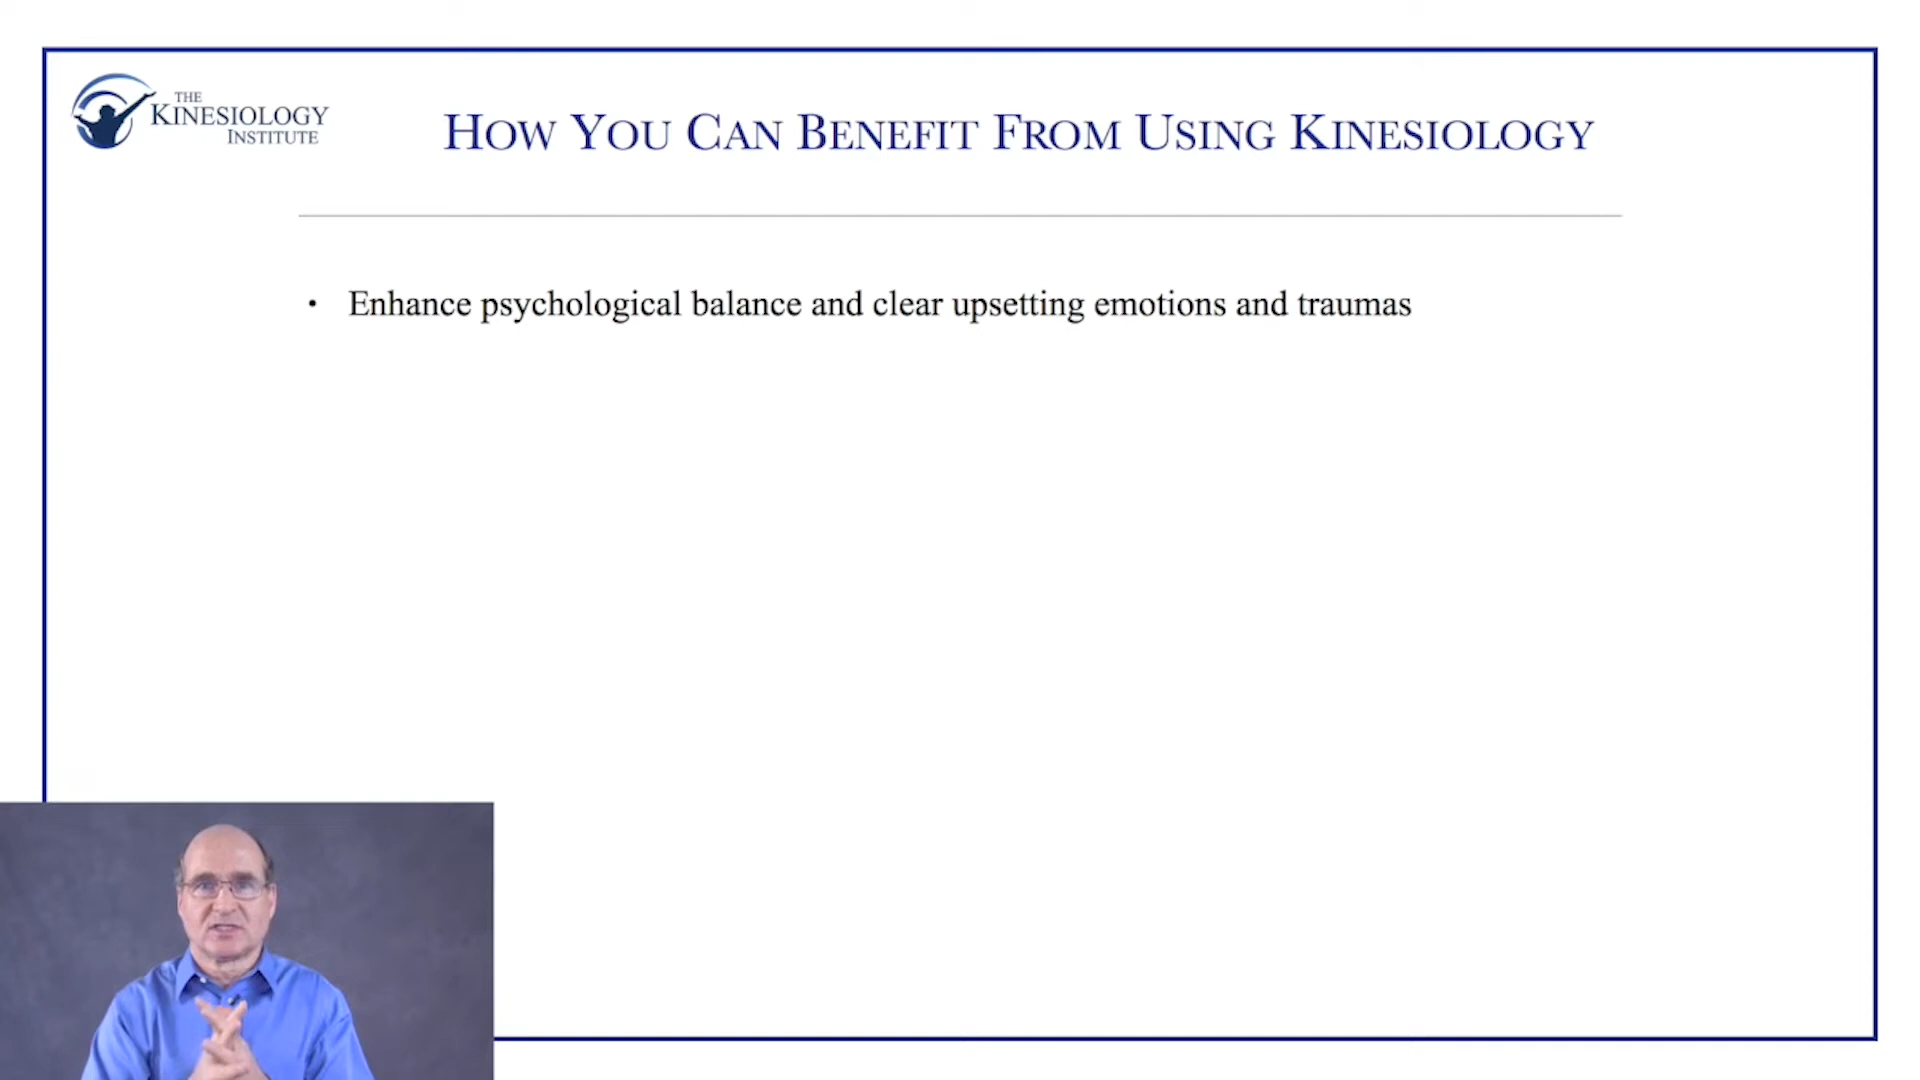 THE
KINESIOLOGY
INSTITUTE
HOW YOU CAN BENEFIT FROM USING KINESIOLOGY
• Enhance psychological balance and clear upsetting emotions and traumas